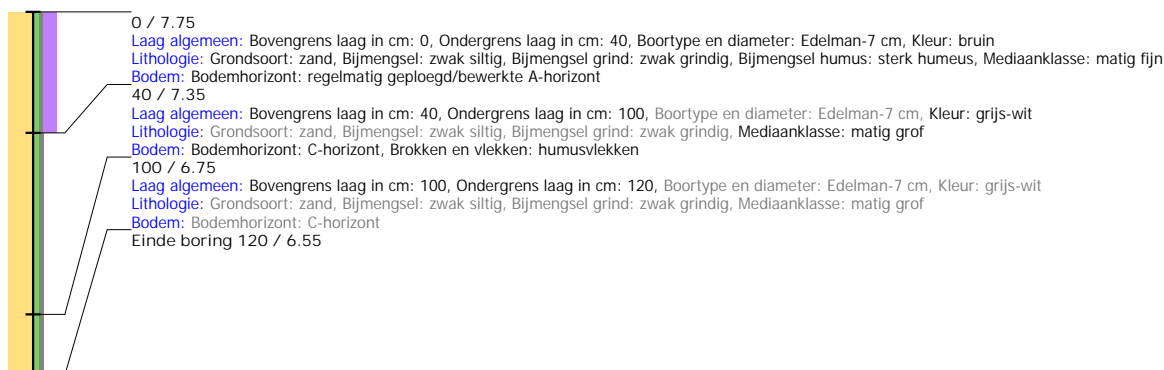 0 / 7.75
Laag algemeen: Bovengrens laag in cm: 0, Ondergrens laag in cm: 40, Boortype en diameter: Edelman-7 cm, Kleur: bruin
Lithologie: Grondsoort: zand, Bijmengsel: zwak siltig, Bijmengsel grind: zwak grindig, Bijmengsel humus: sterk humeus, Mediaanklasse: matig fijn
Bodem: Bodemhorizont: regelmatig geploegd/bewerkte A-horizont
40 / 7.35
Laag algemeen: Bovengrens laag in cm: 40, Ondergrens laag in cm: 100, Boortype en diameter: Edelman-7 cm, Kleur: grijs-wit
Lithologie: Grondsoort: zand, Bijmengsel: zwak siltig, Bijmengsel grind: zwak grindig, Mediaanklasse: matig grof
Bodem: Bodemhorizont: C-horizont, Brokken en vlekken: humusvlekken
100 / 6.75
Laag algemeen: Bovengrens laag in cm: 100, Ondergrens laag in cm: 120, Boortype en diameter: Edelman-7 cm, Kleur: grijs-wit
Lithologie: Grondsoort: zand, Bijmengsel: zwak siltig, Bijmengsel grind: zwak grindig, Mediaanklasse: matig grof
Bodem: Bodemhorizont: C-horizont
Einde boring 120 / 6.55